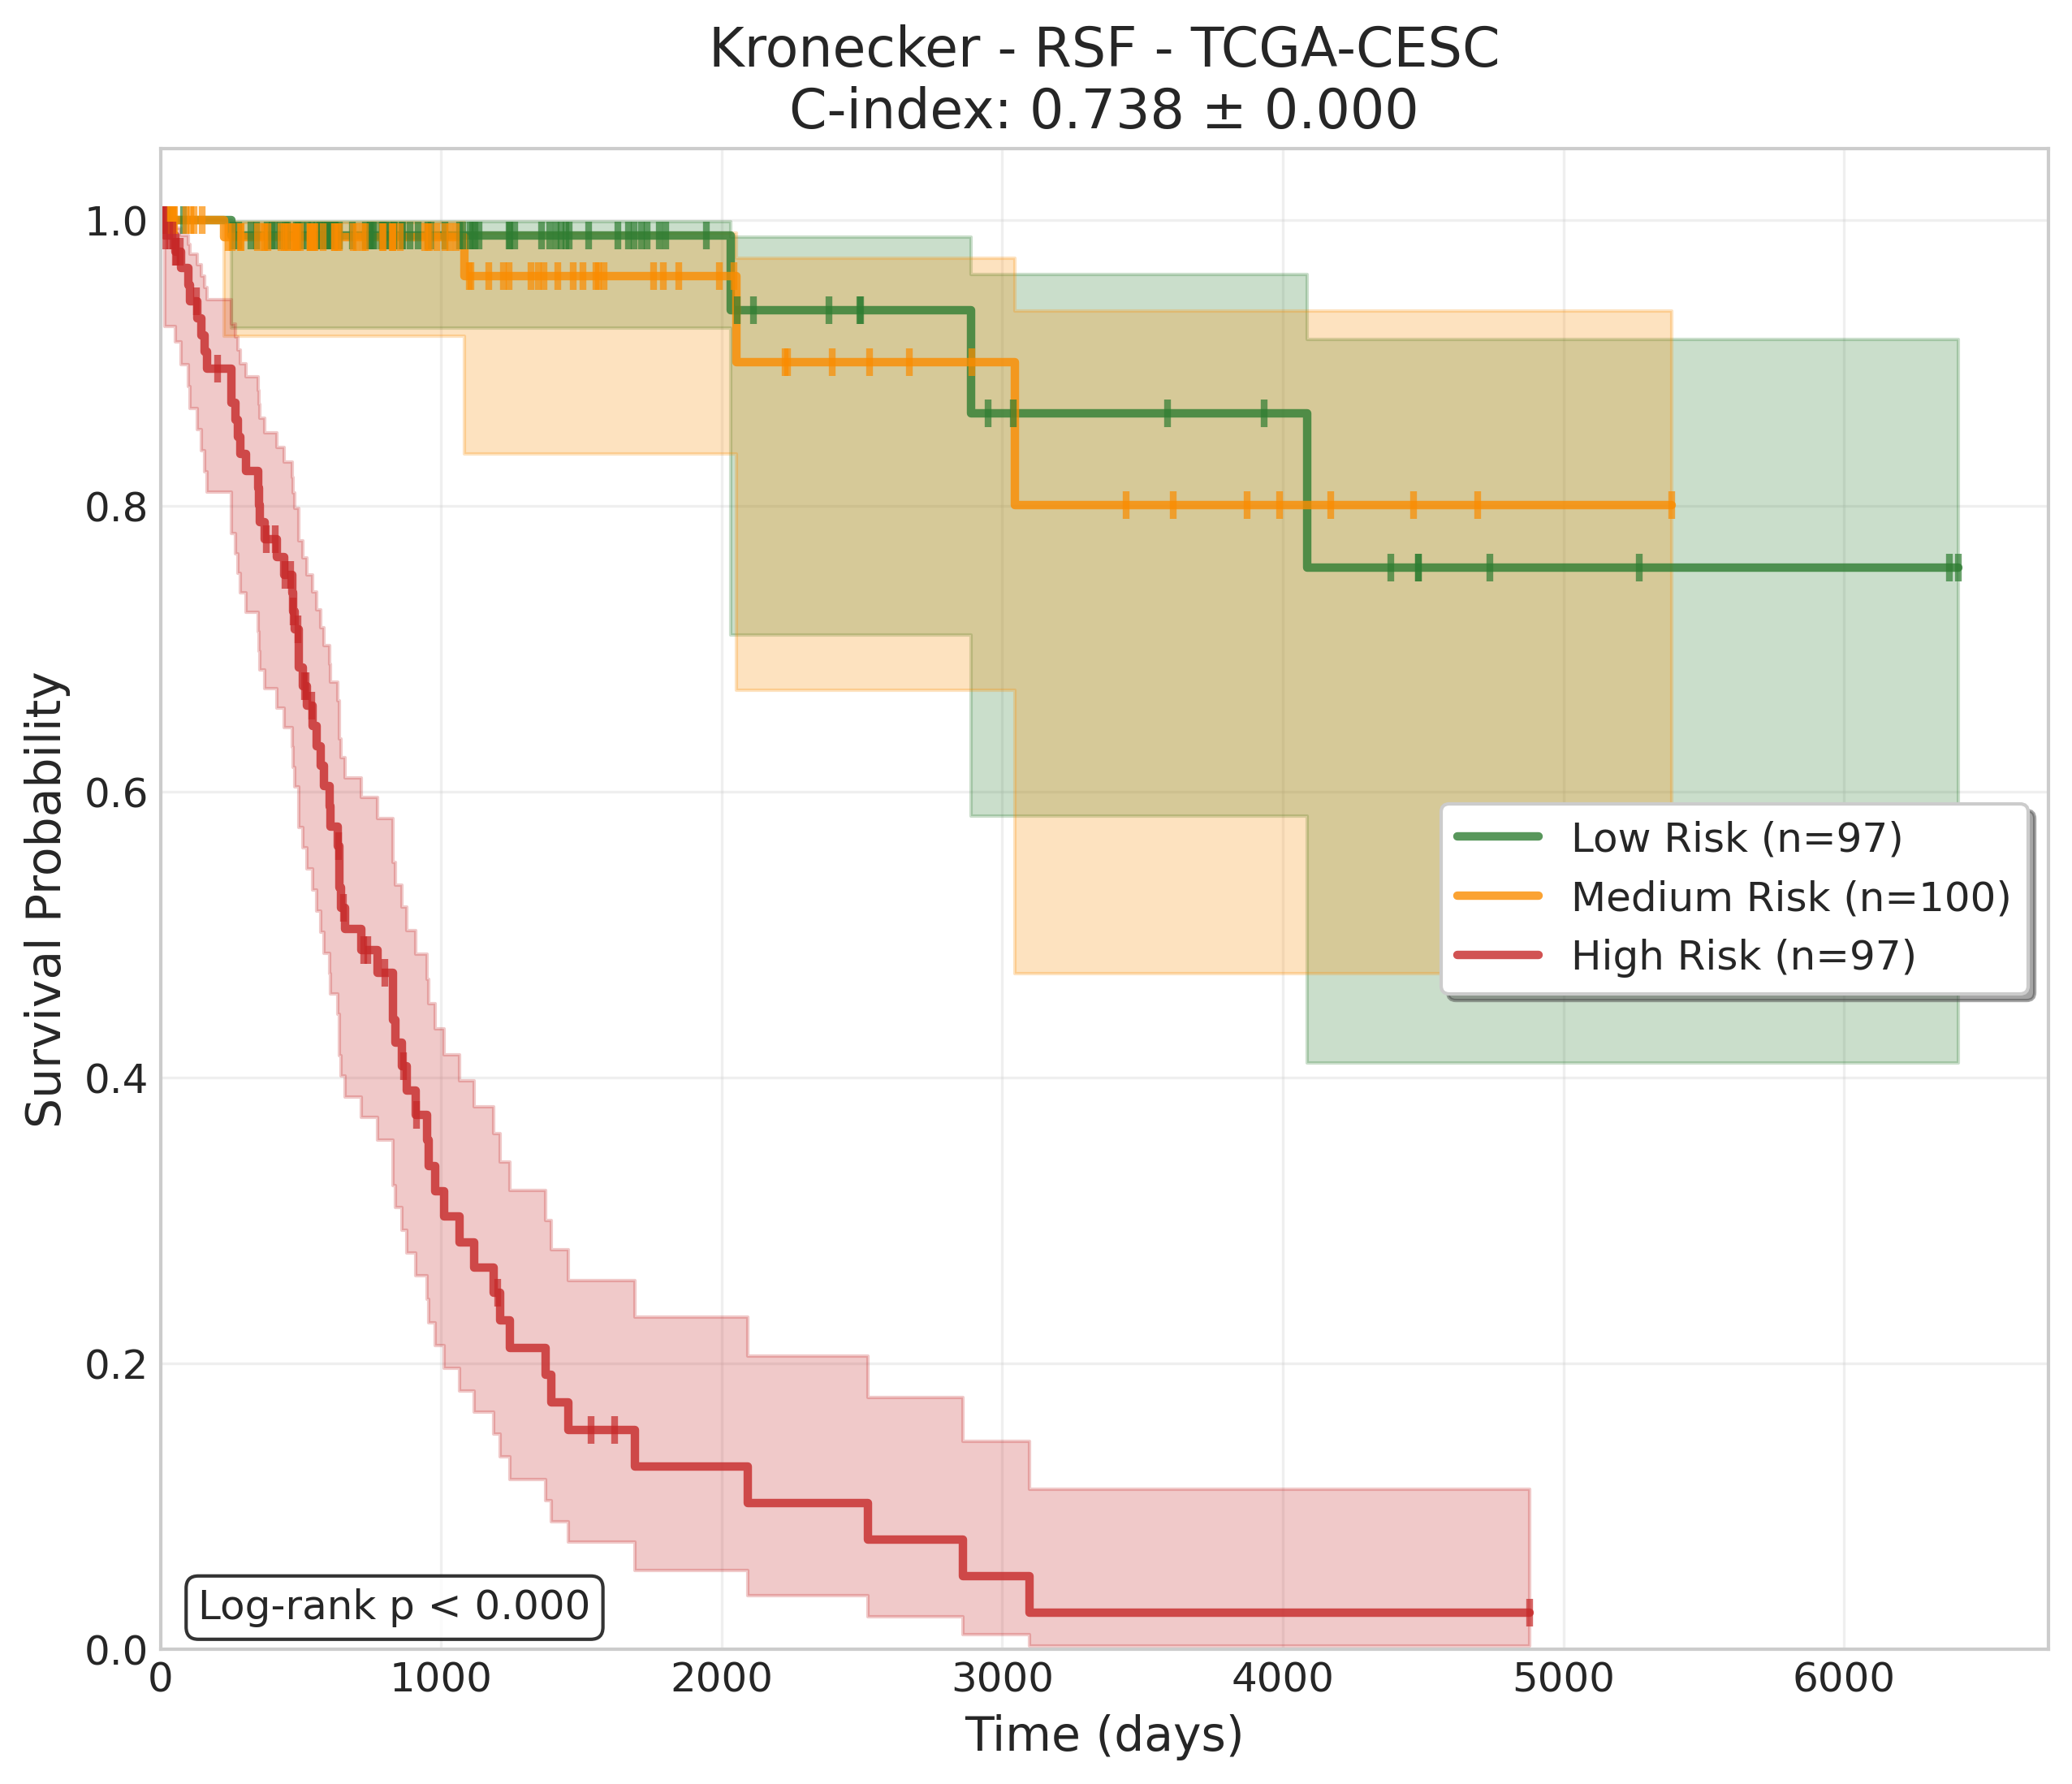 Kronecker - RSF - TCGA-CESC
C-index: 0.738 ± 0.000
Survival Probability
1.0
0.8
0.6
0.4
0.2
0.0
Low Risk (n=97)
Medium Risk (n=100)
High Risk (n=97)
Log-rank p < 0.000
0 1000 2000 3000 4000 5000 6000
Time (days)